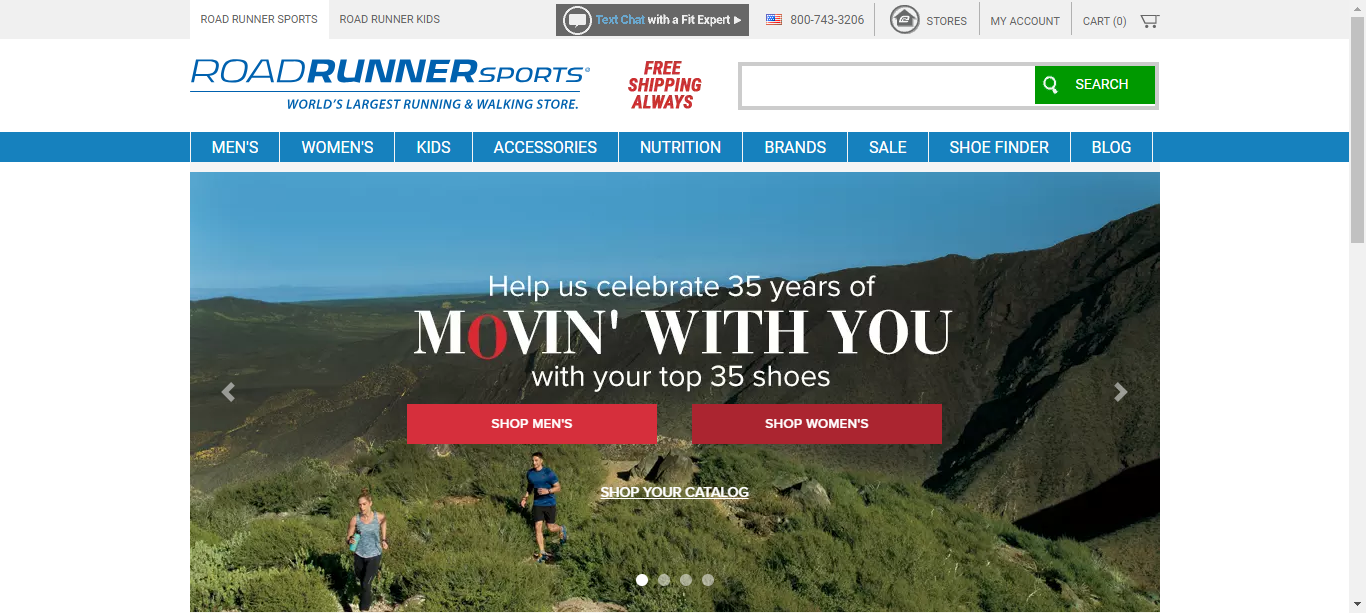 ROAD RUNNER SPORTS
ROAD RUNNER KIDS
Text Chat with a Fit Expert
800-743-3206
STORES
MY ACCOUNT
CART (0)
ROADRUNNERSPORTS®
WORLD'S LARGEST RUNNING & WALKING STORE.
FREE
SHIPPING
ALWAYS
SEARCH
MEN'S
WOMEN'S
KIDS
ACCESSORIES
NUTRITION
BRANDS
SALE
SHOE FINDER
BLOG
Help us celebrate 35 years of
MOVIN' WITH YOU
with your top 35 shoes
SHOP MEN'S
SHOP WOMEN'S
SHOP YOUR CATALOG